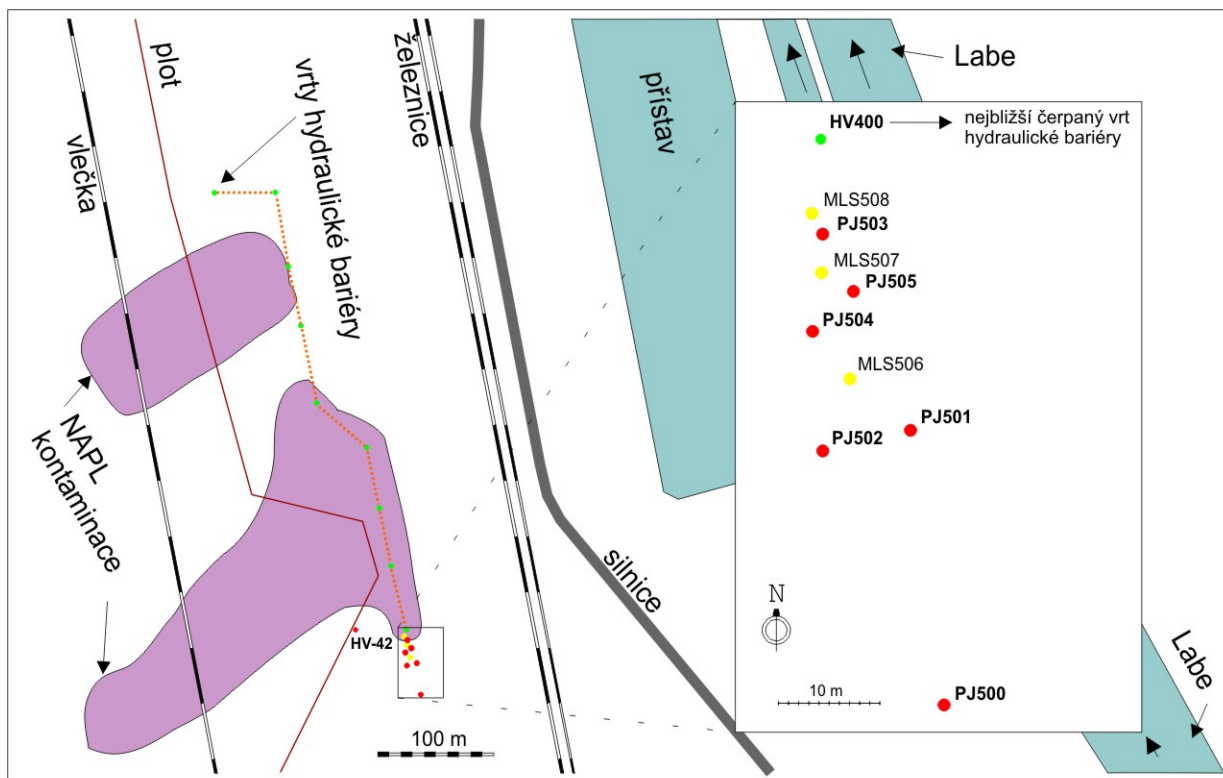 plot
vlečka
vrty hydraulické bariéry
železnice
přístav
Labe
HV400
nejbližší čerpaný vrt
hydraulické bariéry
MLS508
PJ503
MLS507
PJ505
PJ504
MLS506
PJ501
PJ502
NAPL
kontaminace
silnice
N
HV-42
10 m
PJ500
Labe
100 m